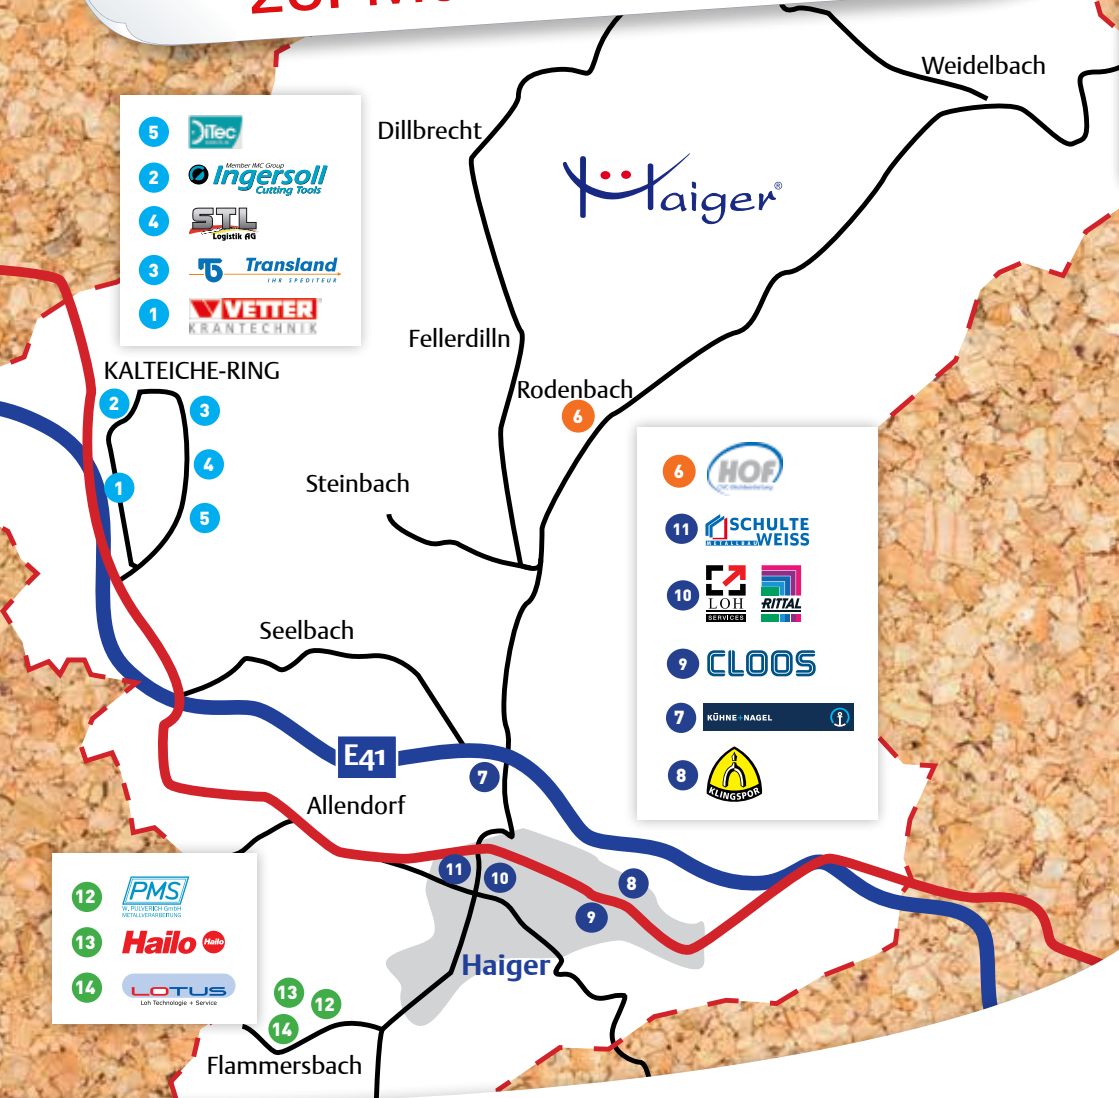 Weidelbach
Dillbrecht
Haiger®
5 DiTec
Member IMC Group
2 Ingersoll
Cutting Tools
4 STL
Logistik AG
3 Transland
IHR SPEDITEUR
1 VETTER
KRANTECHNIK
Fellerdilln
KALTEICHE-RING
Rodenbach
2
3
6
4
1
5
Steinbach
6 HOF
11 SCHULTE
METALLBAU WEISS
10 LOH
SERVICES
RITTAL
9 CLOOS
7 KÜHNE+NAGEL
8 KLINGSPOR
Seelbach
E41
7
Allendorf
11
10
8
9
Haiger
12 PMS
W. PULVERICH GmbH
METALLVERARBEITUNG
13 Hailo Hailo
14 LOTUS
Loh Technologie + Service
13
12
14
Flammersbach